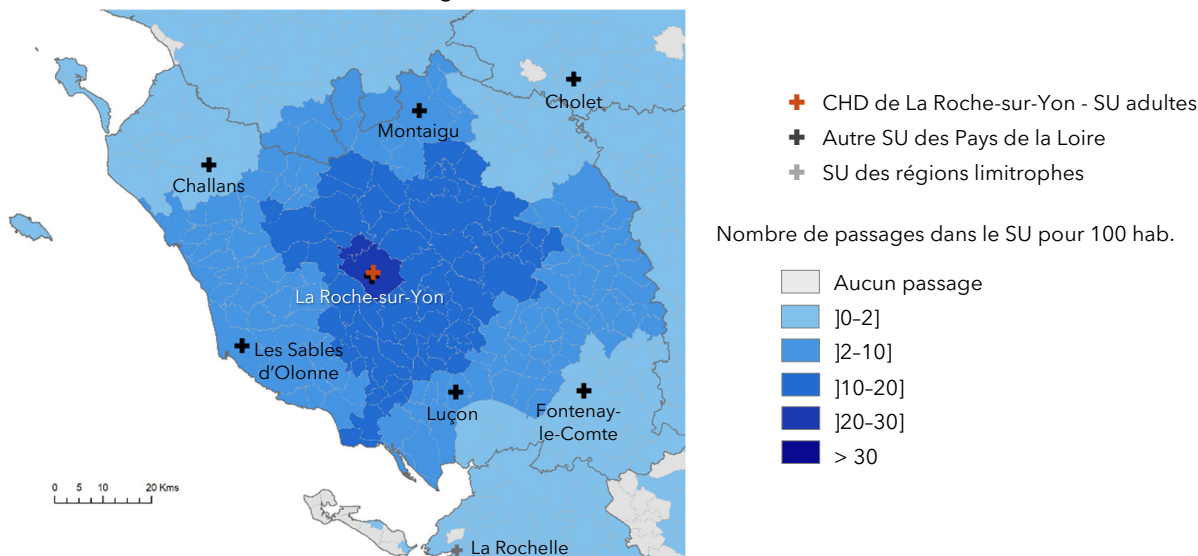 Cholet
Montaigu
Challans
La Roche-sur-Yon
Les Sables
d'Olonne
Luçon
Fontenay-
le-Comte
La Rochelle
0 5 10 20 Kms
CHD de La Roche-sur-Yon - SU adultes
Autre SU des Pays de la Loire
SU des régions limitrophes
Nombre de passages dans le SU pour 100 hab.
Aucun passage
]0–2]
]2–10]
]10–20]
]20–30]
> 30